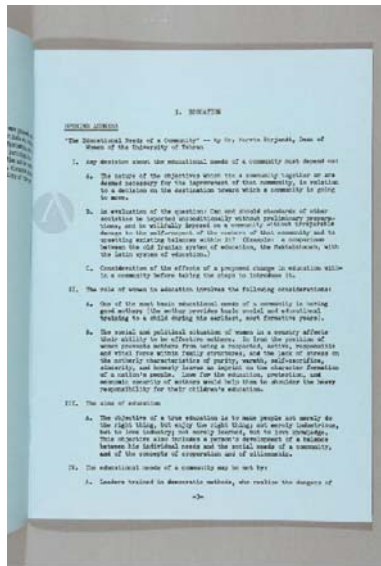 I. EDUCATION
OPENING ADDRESS
"The Educational Needs of a Community" -- by Dr. Parvin Birjandi, Dean of
Women of the University of Tehran
I. Any decision about the educational needs of a community must depend on:
A. The nature of the objectives which tie a community together or are
deemed necessary for the improvement of that community, in relation
to a decision on the destination toward which a community is going
to move.
B. An evaluation of the question: Can and should standards of other
societies be imported unconditionally without preliminary prepara-
tions, and be willfully imposed on a community without irreparable
damage to the self-respect of the members of that community and to
upsetting existing balances within it? (Example: a comparison
between the old Iranian system of education, the Maktabkhaneh, with
the Latin system of education.)
C. Consideration of the effects of a proposed change in education with-
in a community before taking the steps to introduce it.
II. The role of women in education involves the following considerations:
A. One of the most basic educational needs of a community is having
good mothers (the mother provides basic social and educational
training to a child during his earliest, most formative years).
B. The social and political situation of women in a country affects
their ability to be effective mothers. In Iran the position of
women prevents mothers from being a respected, active, responsible
and vital force within family structures, and the lack of stress on
the motherly characteristics of purity, warmth, self-sacrifice,
sincerity, and honesty leaves an imprint on the character formation
of a nation's people. Love for the education, protection, and
economic security of mothers would help them to shoulder the heavy
responsibility for their children's education.
III. The aims of education
A. The objective of a true education is to make people not merely do
the right thing, but enjoy the right thing; not merely industrious,
but to love industry; not merely learned, but to love knowledge.
This objective also includes a person's development of a balance
between his individual needs and the social needs of a community,
and of the concepts of cooperation and of citizenship.
IV. The educational needs of a community may be met by:
A. Leaders trained in democratic methods, who realize the dangers of
-3-